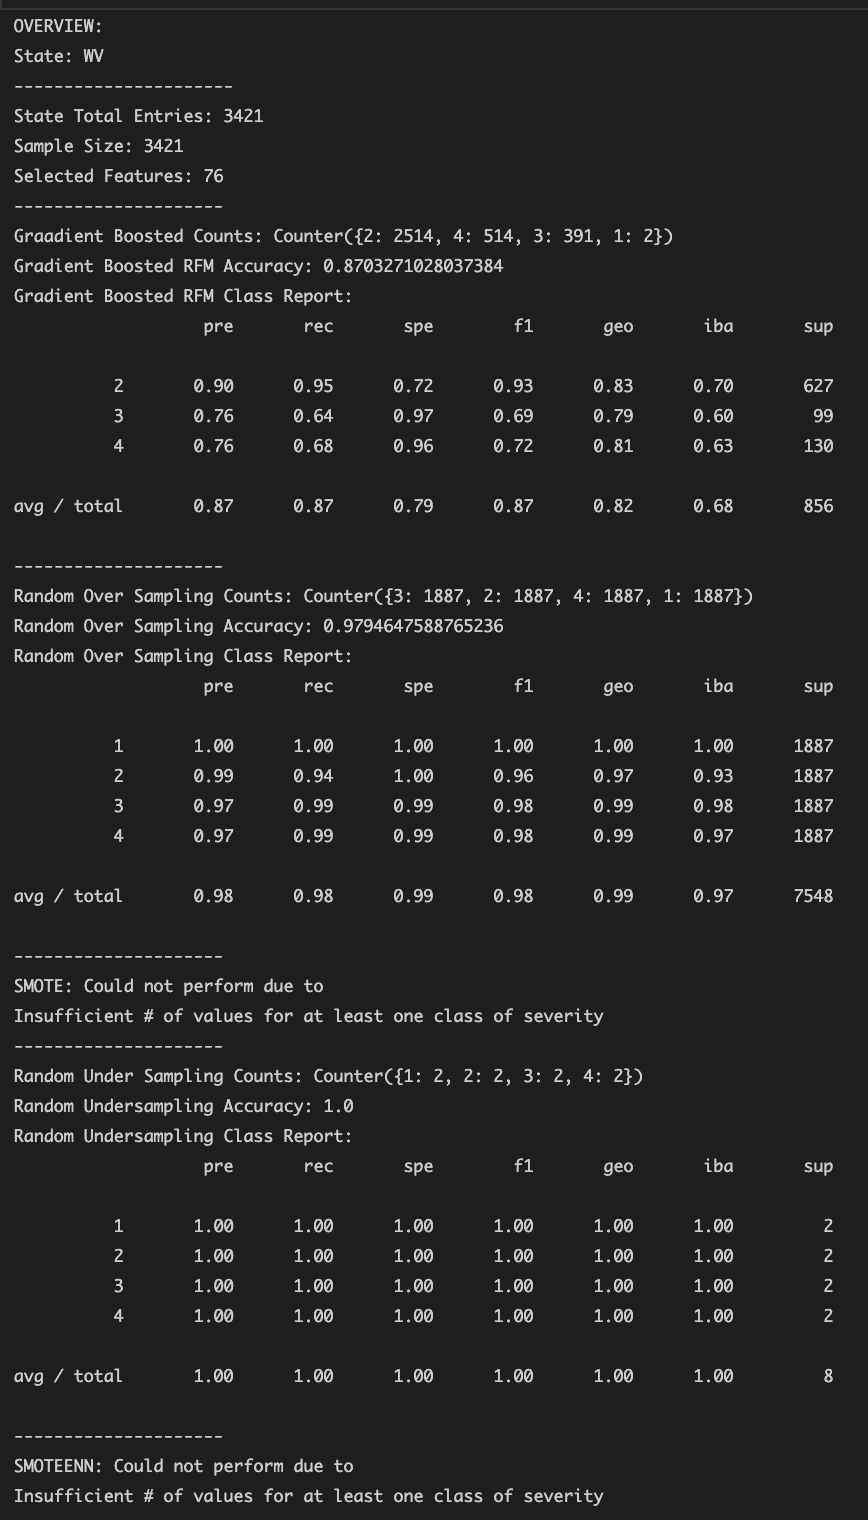 OVERVIEW:
State: WV
----------------------
State Total Entries: 3421
Sample Size: 3421
Selected Features: 76
---------------------
Graadient Boosted Counts: Counter({2: 2514, 4: 514, 3: 391, 1: 2})
Gradient Boosted RFM Accuracy: 0.8703271028037384
Gradient Boosted RFM Class Report:
pre rec spe f1 geo iba sup
2 0.90 0.95 0.72 0.93 0.83 0.70 627
3 0.76 0.64 0.97 0.69 0.79 0.60 99
4 0.76 0.68 0.96 0.72 0.81 0.63 130
avg / total 0.87 0.87 0.79 0.87 0.82 0.68 856
---------------------
Random Over Sampling Counts: Counter({3: 1887, 2: 1887, 4: 1887, 1: 1887})
Random Over Sampling Accuracy: 0.9794647588765236
Random Over Sampling Class Report:
pre rec spe f1 geo iba sup
1 1.00 1.00 1.00 1.00 1.00 1.00 1887
2 0.99 0.94 1.00 0.96 0.97 0.93 1887
3 0.97 0.99 0.99 0.98 0.99 0.98 1887
4 0.97 0.99 0.99 0.98 0.99 0.97 1887
avg / total 0.98 0.98 0.99 0.98 0.99 0.97 7548
---------------------
SMOTE: Could not perform due to
Insufficient # of values for at least one class of severity
---------------------
Random Under Sampling Counts: Counter({1: 2, 2: 2, 3: 2, 4: 2})
Random Undersampling Accuracy: 1.0
Random Undersampling Class Report:
pre rec spe f1 geo iba sup
1 1.00 1.00 1.00 1.00 1.00 1.00 2
2 1.00 1.00 1.00 1.00 1.00 1.00 2
3 1.00 1.00 1.00 1.00 1.00 1.00 2
4 1.00 1.00 1.00 1.00 1.00 1.00 2
avg / total 1.00 1.00 1.00 1.00 1.00 1.00 8
---------------------
SMOTEENN: Could not perform due to
Insufficient # of values for at least one class of severity